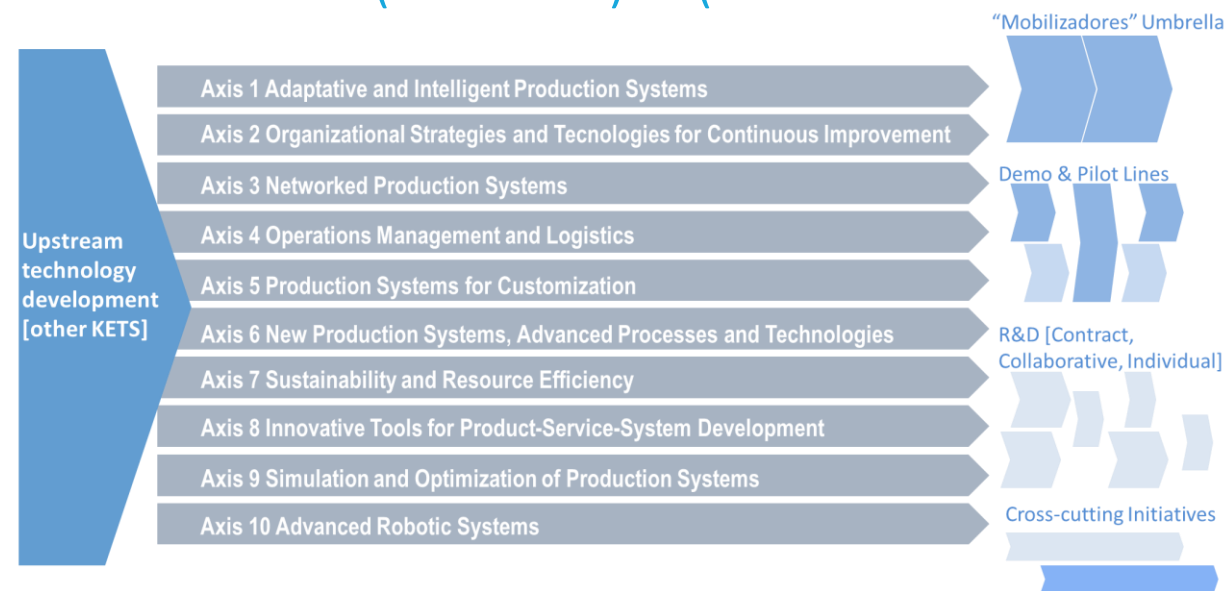 “Mobilizadores” Umbrella
Axis 1 Adaptative and Intelligent Production Systems
Axis 2 Organizational Strategies and Tecnologies for Continuous Improvement
Axis 3 Networked Production Systems
Axis 4 Operations Management and Logistics
Axis 5 Production Systems for Customization
Axis 6 New Production Systems, Advanced Processes and Technologies
Axis 7 Sustainability and Resource Efficiency
Axis 8 Innovative Tools for Product-Service-System Development
Axis 9 Simulation and Optimization of Production Systems
Axis 10 Advanced Robotic Systems
Upstream
technology
development
[other KETS]
Demo & Pilot Lines
R&D [Contract,
Collaborative, Individual]
Cross-cutting Initiatives